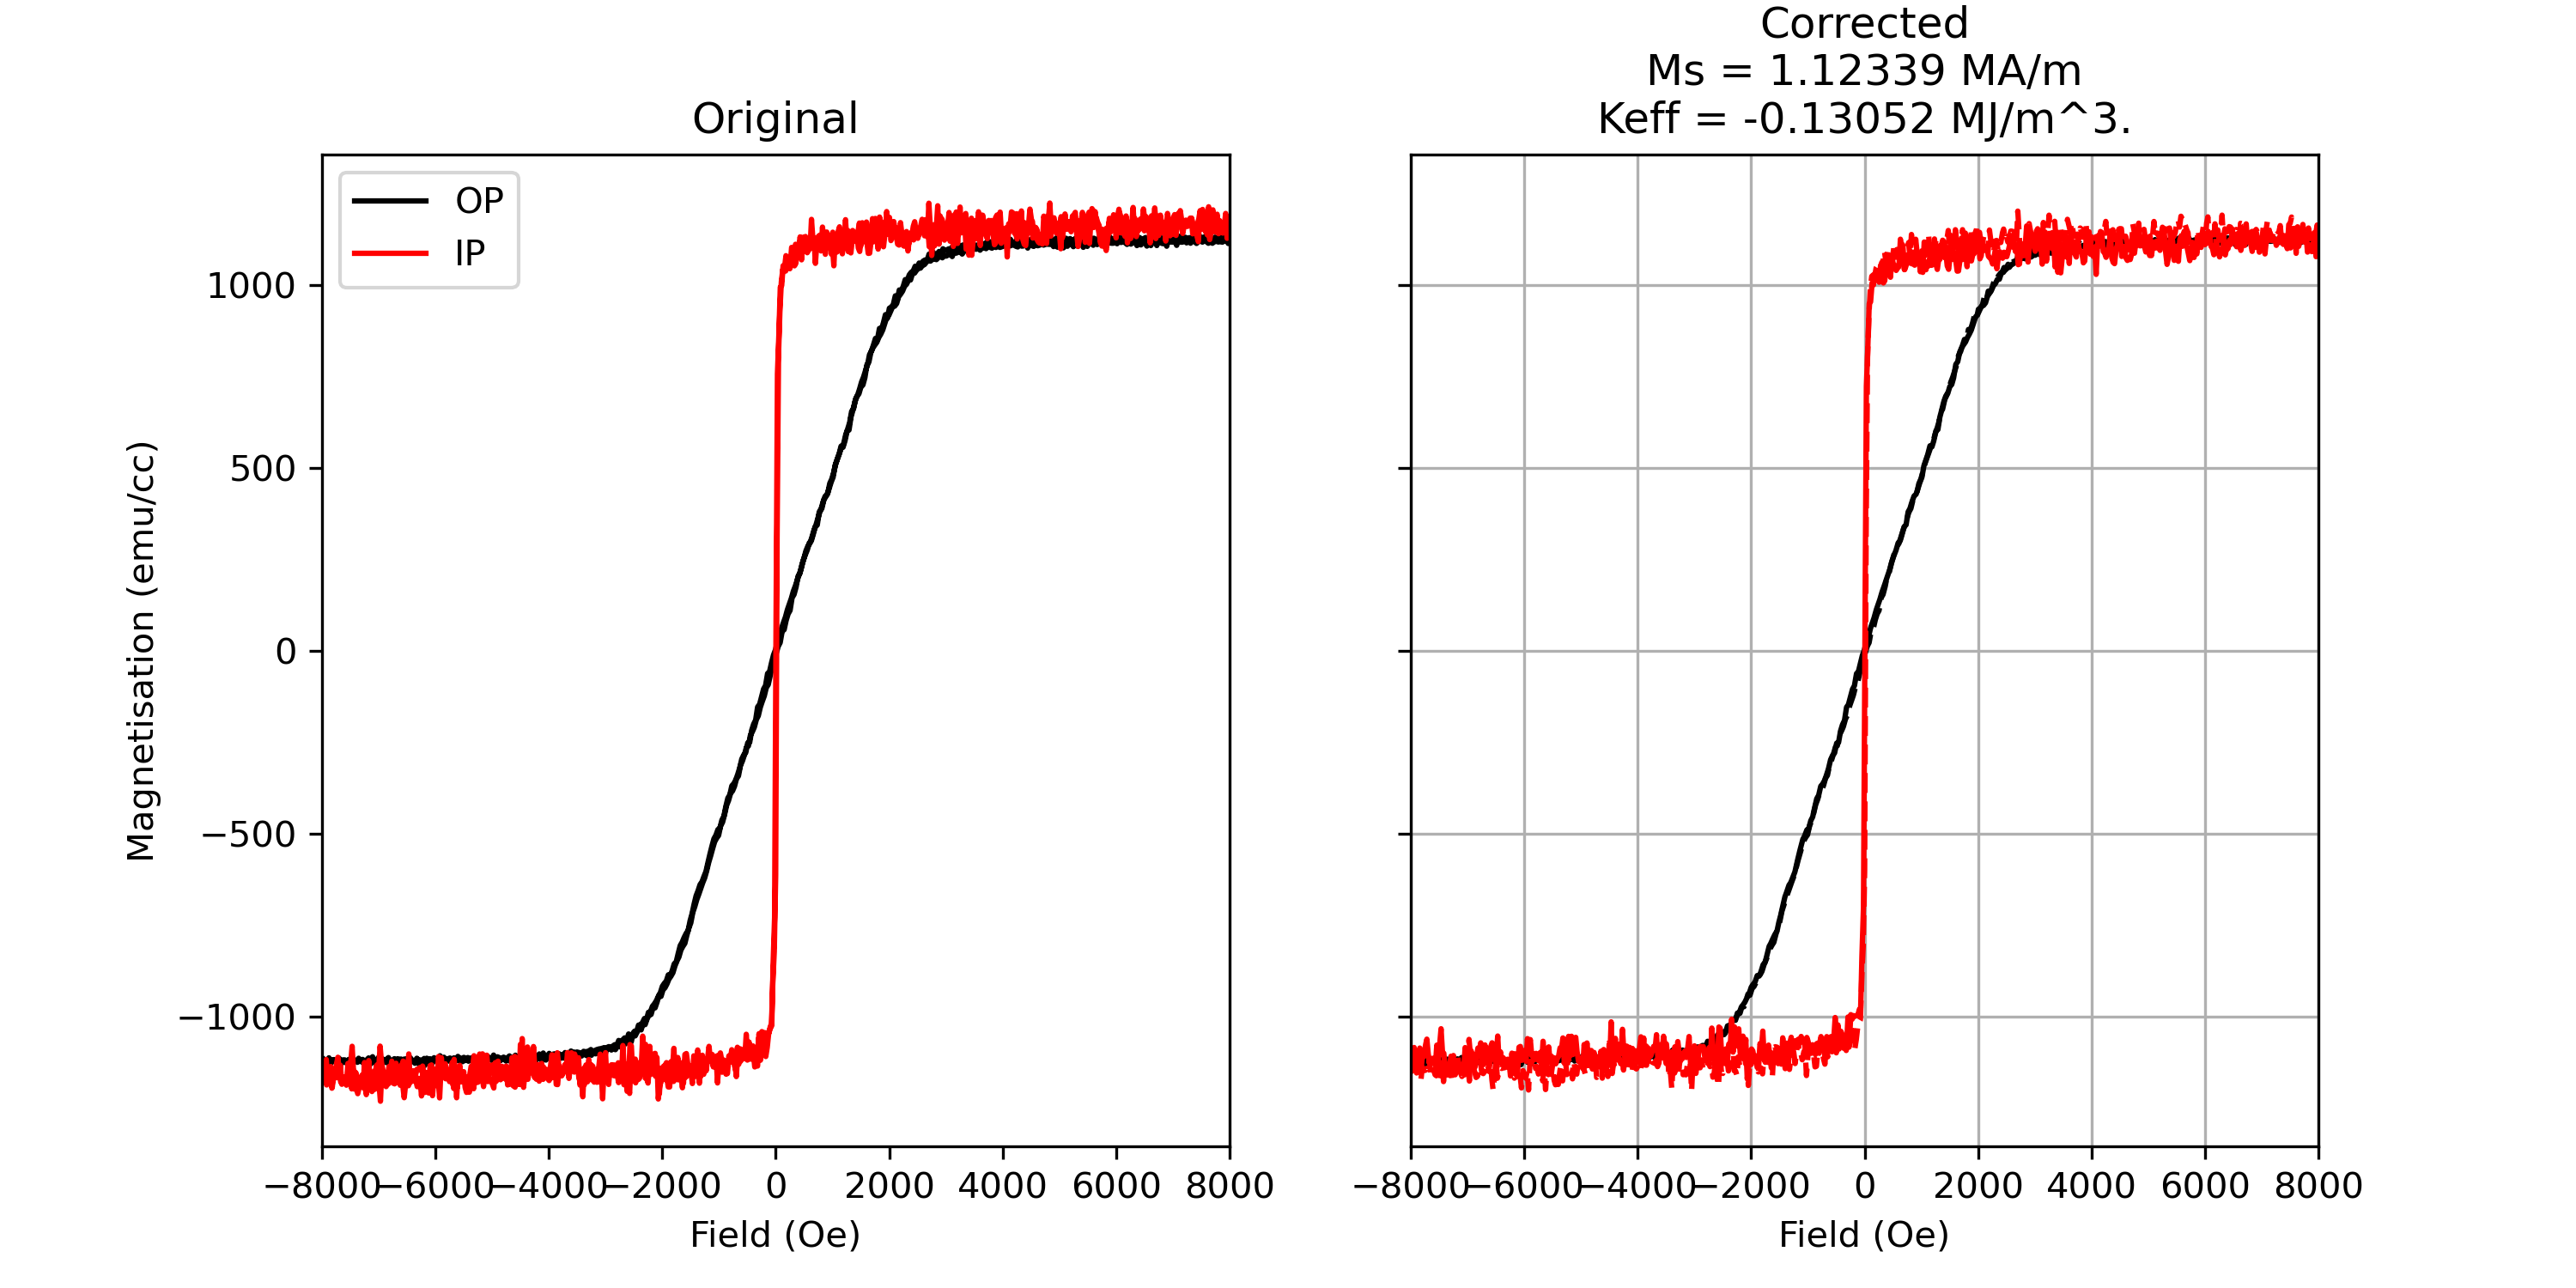 Original
OP
IP
1000
500
0
−500
−1000
Magnetisation (emu/cc)
−8000 −6000 −4000 −2000 0 2000 4000 6000 8000
Field (Oe)
Corrected
Ms = 1.12339 MA/m
Keff = -0.13052 MJ/m^3.
−8000 −6000 −4000 −2000 0 2000 4000 6000 8000
Field (Oe)